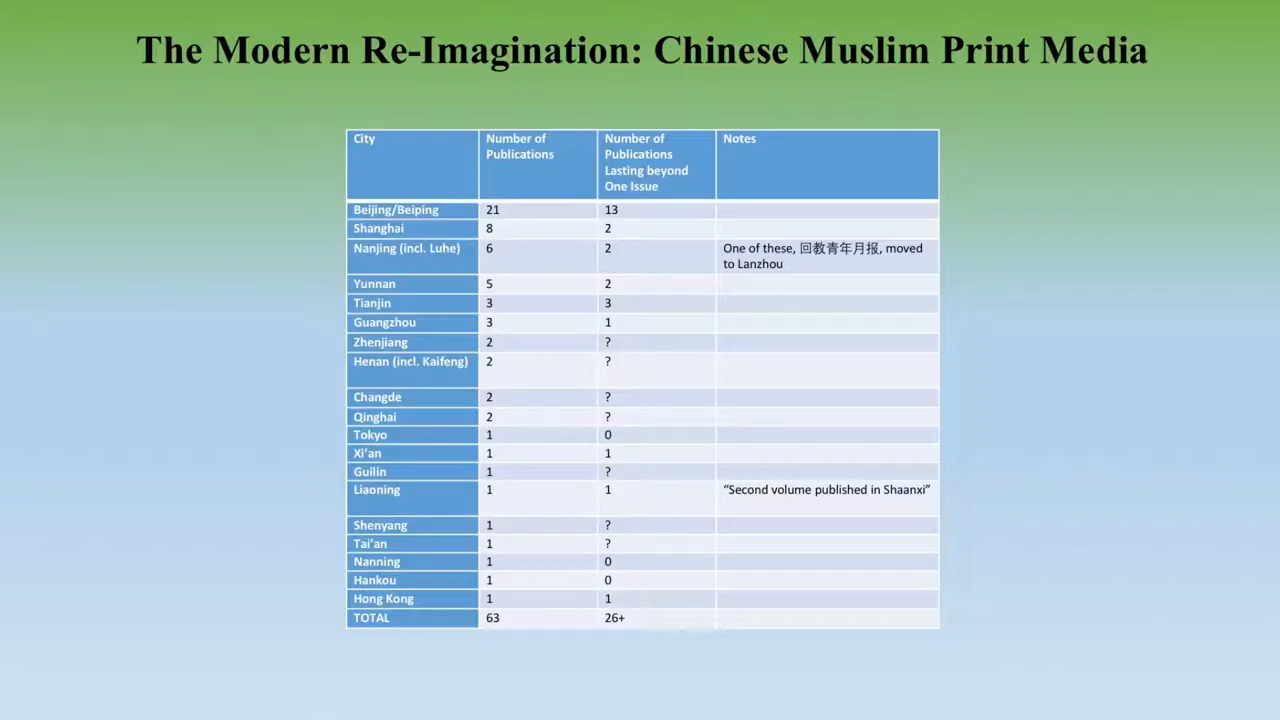 The Modern Re-Imagination: Chinese Muslim Print Media
City Number of Publications Number of Publications Lasting beyond One Issue Notes
Beijing/Beiping 21 13
Shanghai 8 2
Nanjing (incl. Luhe) 6 2 One of these, 回教青年月报, moved to Lanzhou
Yunnan 5 2
Tianjin 3 3
Guangzhou 3 1
Zhenjiang 2 ?
Henan (incl. Kaifeng) 2 ?
Changde 2 ?
Qinghai 2 ?
Tokyo 1 0
Xi’an 1 1
Guilin 1 ?
Liaoning 1 1 “Second volume published in Shaanxi”
Shenyang 1 ?
Tai’an 1 ?
Nanning 1 0
Hankou 1 0
Hong Kong 1 1
TOTAL 63 26+